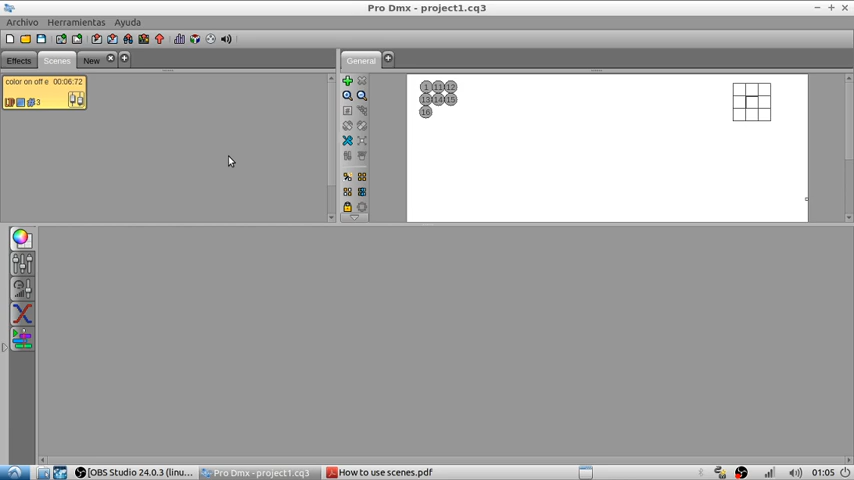 Pro Dmx - project1.cq3
Archivo Herramientas Ayuda
Effects Scenes New
General
color on off e 00:06:72
#3
1 11 12
13 14 15
16
[OBS Studio 24.0.3 (linu... Pro Dmx - project1.cq3 How to use scenes.pdf 01:05